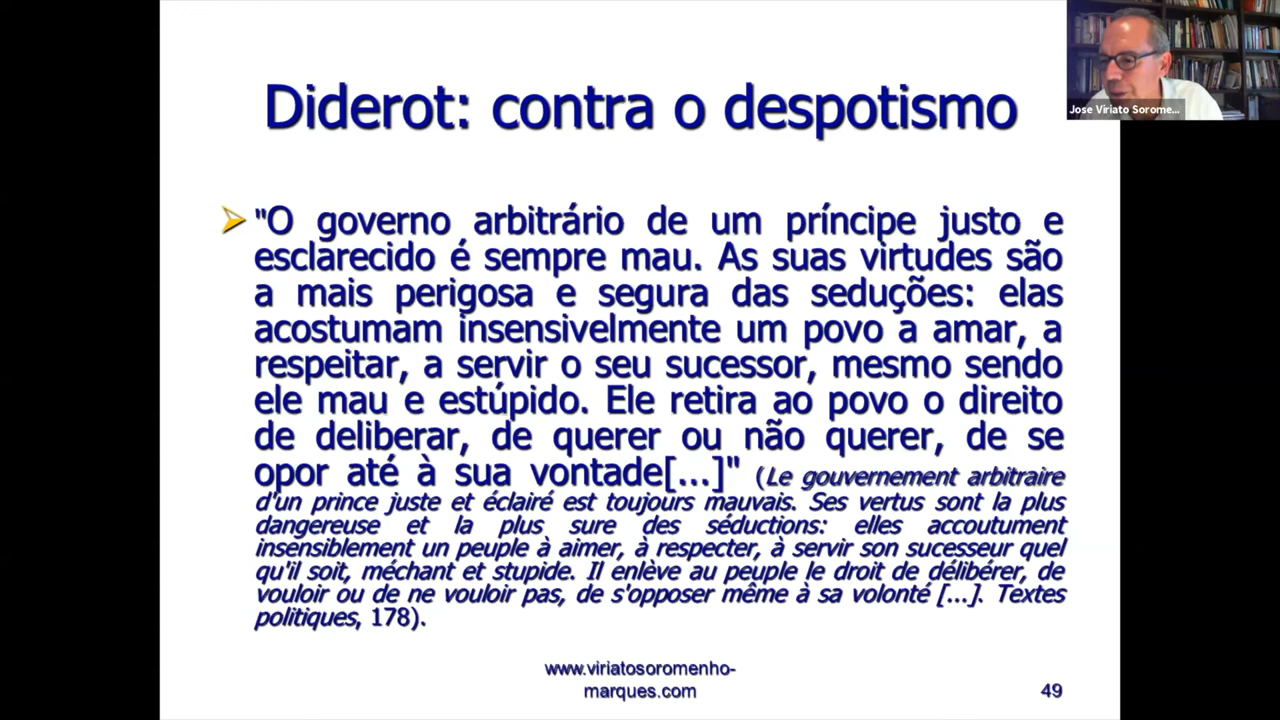 Diderot: contra o despotismo
Jose Viriato Sorome...
"O governo arbitrário de um príncipe justo e
esclarecido é sempre mau. As suas virtudes são
a mais perigosa e segura das seduções: elas
acostumam insensivelmente um povo a amar, a
respeitar, a servir o seu sucessor, mesmo sendo
ele mau e estúpido. Ele retira ao povo o direito
de deliberar, de querer ou não querer, de se
opor até à sua vontade[...]" (Le gouvernement arbitraire
d'un prince juste et éclairé est toujours mauvais. Ses vertus sont la plus
dangereuse et la plus sure des séductions: elles accoutument
insensiblement un peuple à aimer, à respecter, à servir son sucesseur quel
qu'il soit, méchant et stupide. Il enlève au peuple le droit de délibérer, de
vouloir ou de ne vouloir pas, de s'opposer même à sa volonté [...]. Textes
politiques, 178).
www.viriatosoromenho-
marques.com
49